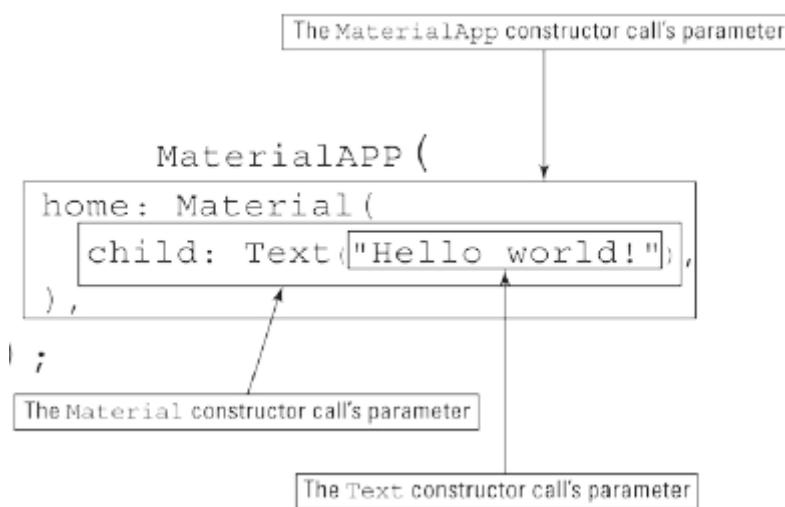 The MaterialApp constructor call's parameter
MaterialAPP(
home: Material(
child: Text("Hello world!"),
),
);
The Material constructor call's parameter
The Text constructor call's parameter